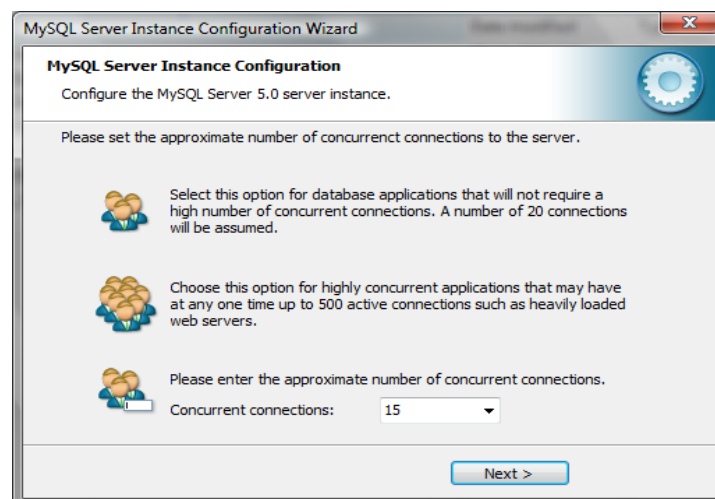 MySQL Server Instance Configuration Wizard
MySQL Server Instance Configuration
Configure the MySQL Server 5.0 server instance.
Please set the approximate number of concurrenct connections to the server.
Select this option for database applications that will not require a
high number of concurrent connections. A number of 20 connections
will be assumed.
Choose this option for highly concurrent applications that may have
at any one time up to 500 active connections such as heavily loaded
web servers.
Please enter the approximate number of concurrent connections.
Concurrent connections: 15
Next >